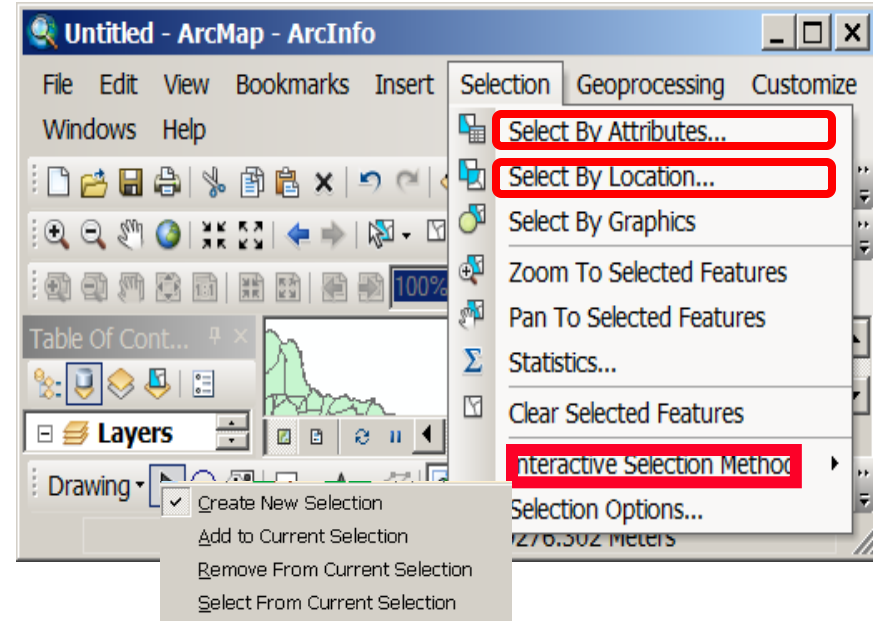 Untitled - ArcMap - ArcInfo
File Edit View Bookmarks Insert Selection Geoprocessing Customize
Windows Help
Select By Attributes...
Select By Location...
Select By Graphics
Zoom To Selected Features
Pan To Selected Features
Statistics...
Clear Selected Features
Interactive Selection Method
Selection Options...
1:1
100%
Table Of Cont...
Layers
Drawing
Create New Selection
Add to Current Selection
Remove From Current Selection
Select From Current Selection
276.302 Meters